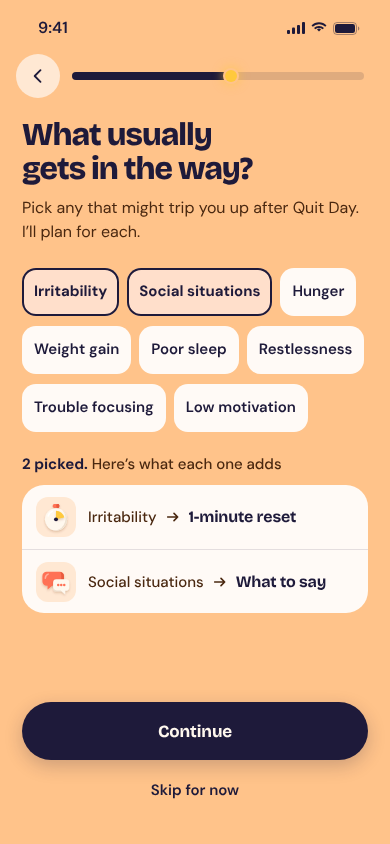 9:41
What usually
gets in the way?
Pick any that might trip you up after Quit Day.
I’ll plan for each.
Irritability
Social situations
Hunger
Weight gain
Poor sleep
Restlessness
Trouble focusing
Low motivation
2 picked. Here’s what each one adds
Irritability → 1-minute reset
Social situations → What to say
Continue
Skip for now